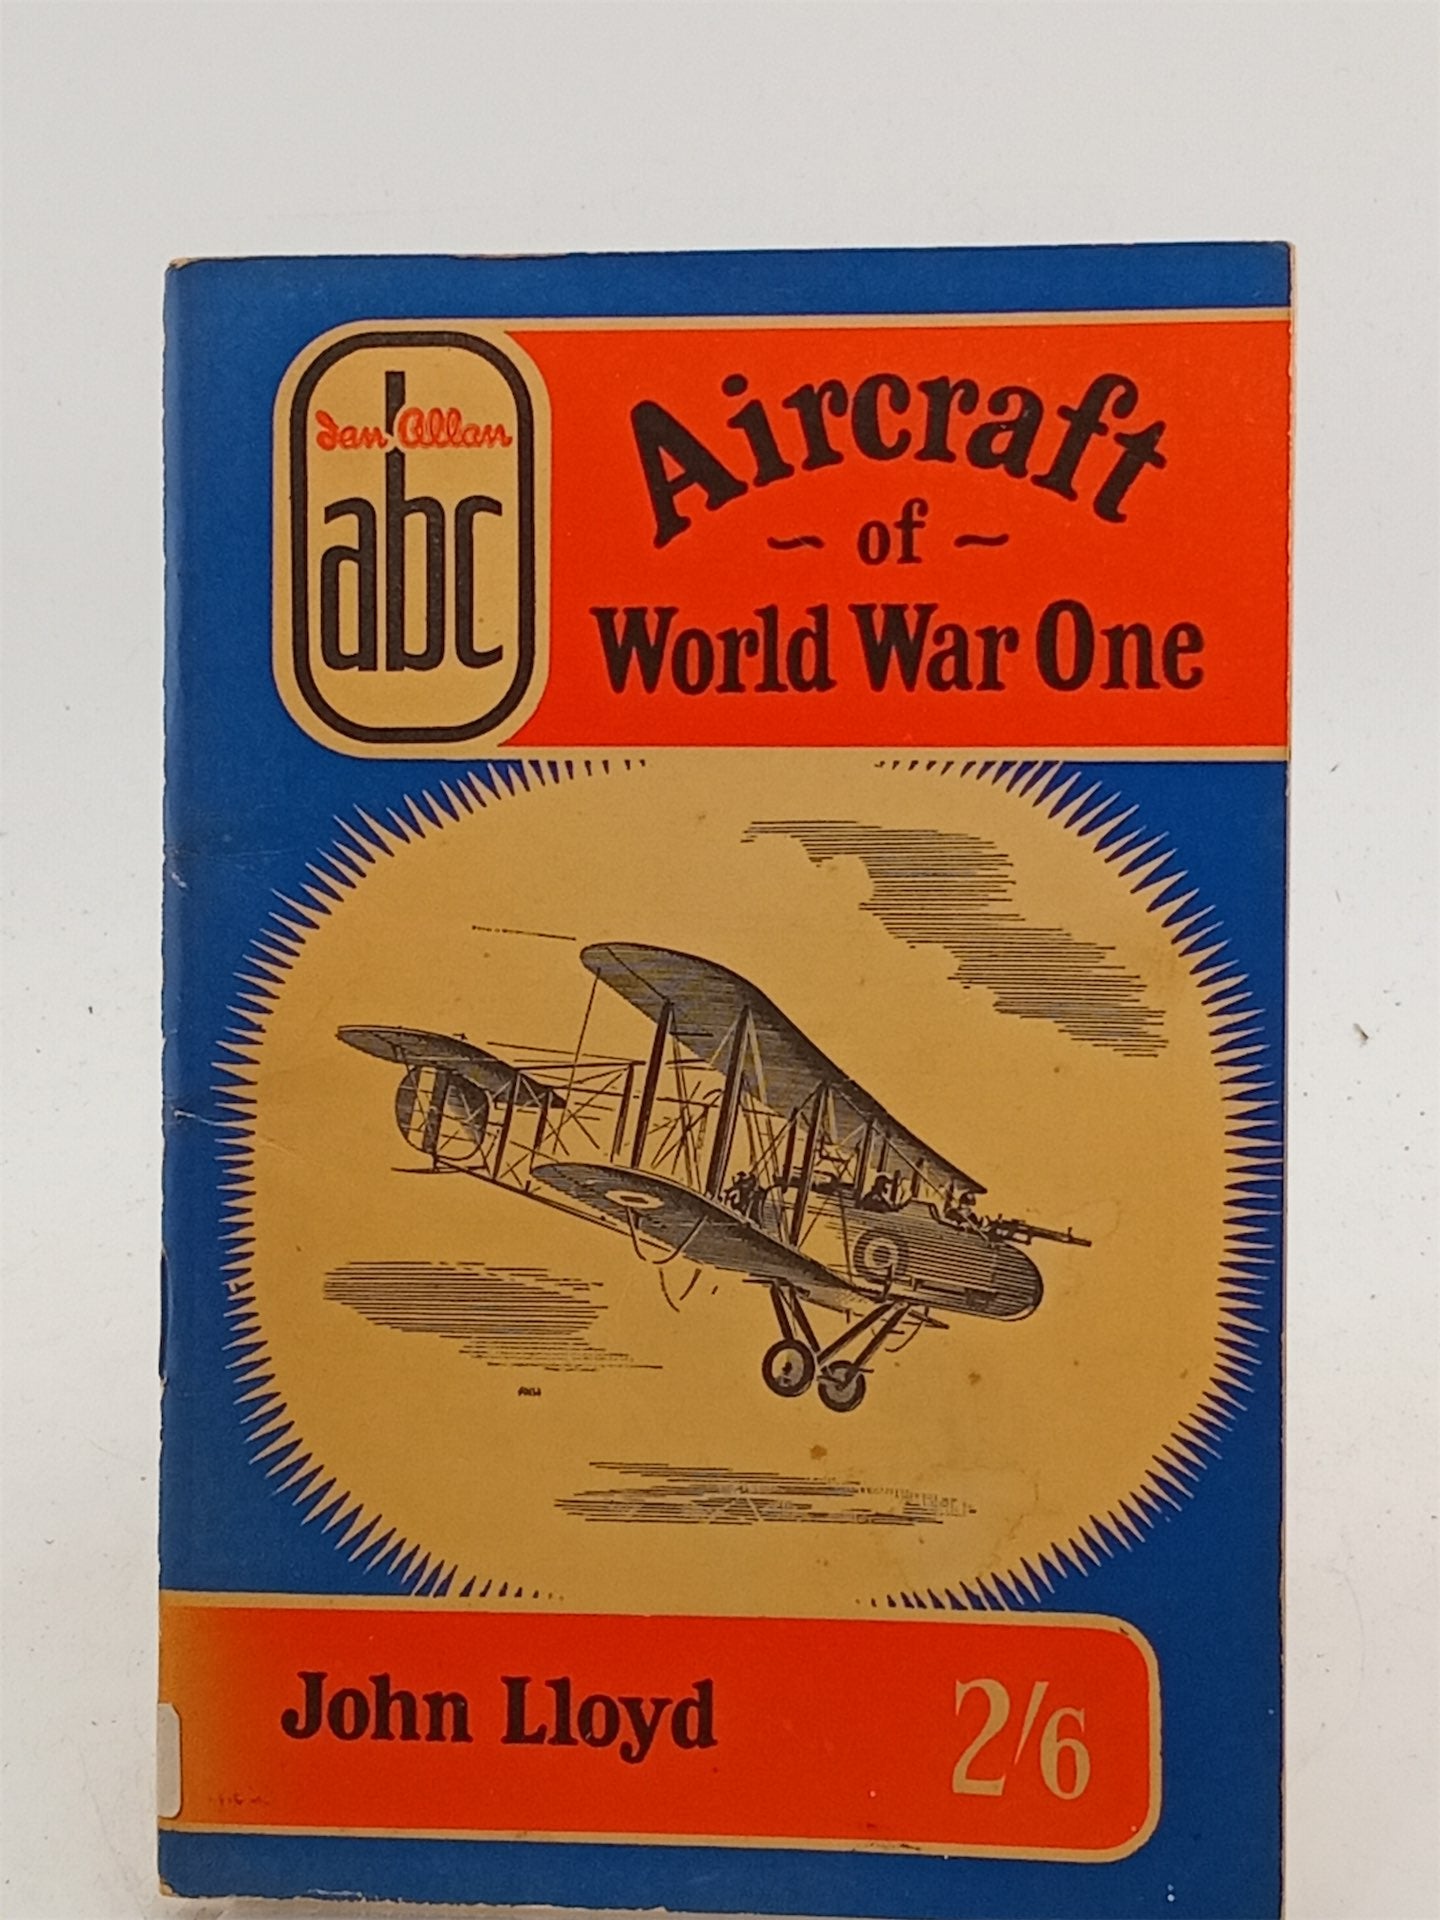 Ian Allan
abc
Aircraft
~ of ~
World War One
John Lloyd
2/6